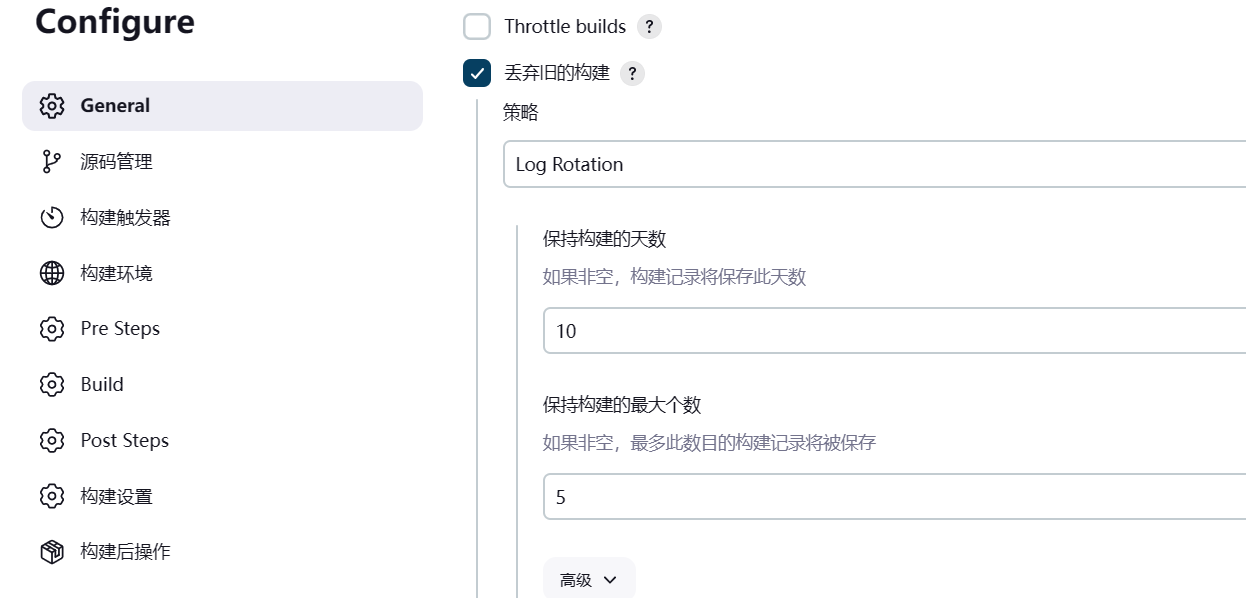 Configure
General
源码管理
构建触发器
构建环境
Pre Steps
Build
Post Steps
构建设置
构建后操作
Throttle builds ?
丢弃旧的构建 ?
策略
Log Rotation
保持构建的天数
如果非空，构建记录将保存此天数
10
保持构建的最大个数
如果非空，最多此数目的构建记录将被保存
5
高级